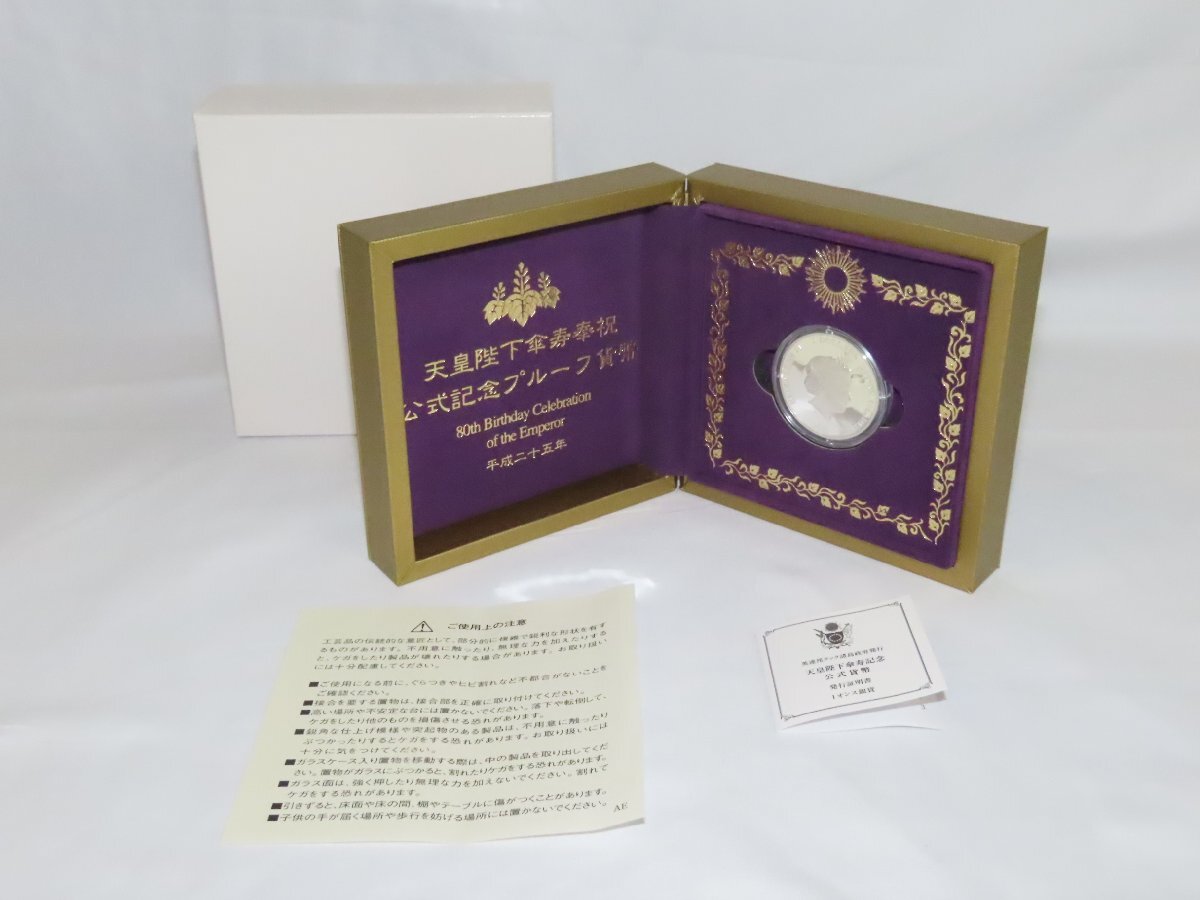 天皇陛下傘寿奉祝
公式記念プルーフ貨幣
80th Birthday Celebration
of the Emperor
平成二十五年
ご使用上の注意
工芸品の伝統的な意匠として、部分的に複雑で鋭利な形状を有す
るものがあります。不用意に触ったり、無理な力を加えたりする
と、ケガをしたり製品が壊れたりする場合があります。お取り扱い
には十分配慮してください。
■ご使用になる前に、ぐらつきやヒビ割れなど不都合がないことを
ご確認ください。
■接合を要する置物は、接合部を正確に取り付けてください。
■高い場所や不安定な台には置かないでください。落下や転倒して、
ケガをしたり他のものを損傷させる恐れがあります。
■鋭角な仕上げ模様や突起物のある製品は、不用意に触ったり
ぶつかったりするとケガをする恐れがあります。お取り扱いには
十分に気をつけてください。
■ガラスケース入り置物を移動する際は、中の製品を取り出してくだ
さい。置物がガラスにぶつかると、割れたりケガをする恐れがあります。
■ガラス面は、強く押したり無理な力を加えないでください。割れて
ケガをする恐れがあります。
■引きずると、床面や床の間、棚やテーブルに傷がつくことがあります。
■子供の手が届く場所や歩行を妨げる場所には置かないでください。
AE
英連邦クック諸島政府発行
天皇陛下傘寿記念
公式貨幣
発行証明書
1オンス銀貨